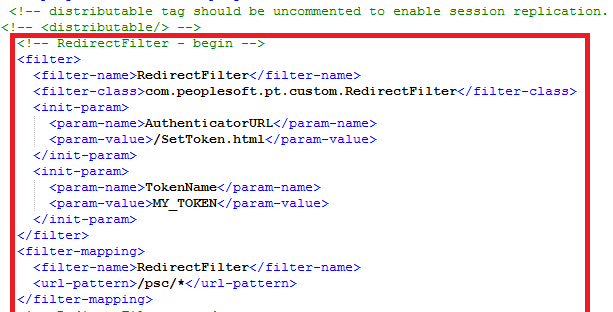 <!-- distributable tag should be uncommented to enable session replication.
<!-- <distributable/> -->
<!-- RedirectFilter - begin -->
<filter>
<filter-name>RedirectFilter</filter-name>
<filter-class>com.peoplesoft.pt.custom.RedirectFilter</filter-class>
<init-param>
<param-name>AuthenticatorURL</param-name>
<param-value>/SetToken.html</param-value>
</init-param>
<init-param>
<param-name>TokenName</param-name>
<param-value>MY_TOKEN</param-value>
</init-param>
</filter>
<filter-mapping>
<filter-name>RedirectFilter</filter-name>
<url-pattern>/psc/*</url-pattern>
</filter-mapping>